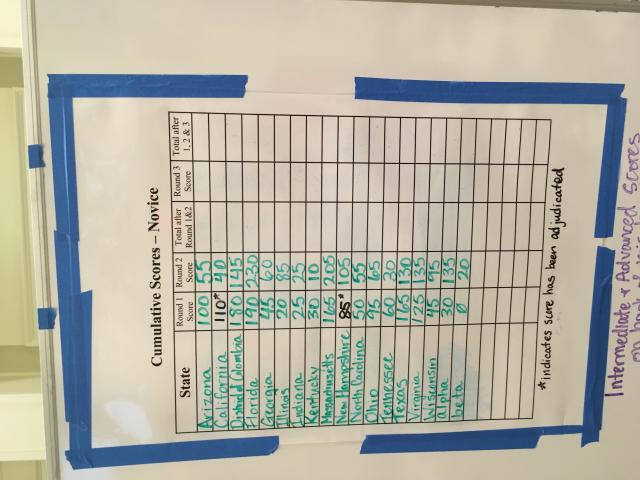 Cumulative Scores – Novice
State Round 1 Score Round 2 Score Total after Round 1&2 Round 3 Score Total after 1, 2 & 3
Arizona 100 55
California 110* 40
District of Colombia 180 145
Florida 190 230
Georgia 45 60
Illinois 20 85
Indiana 25 25
Kentucky 30 10
Massachusetts 165 205
New Hampshire 85* 105
North Carolina 50 55
Ohio 95 65
Tennessee 60 20
Texas 165 130
Virginia 125 135
Wisconsin 45 95
alpha 30 135
beta 0 20
*indicates score has been adjudicated
Intermediate & Advanced scores
on back of